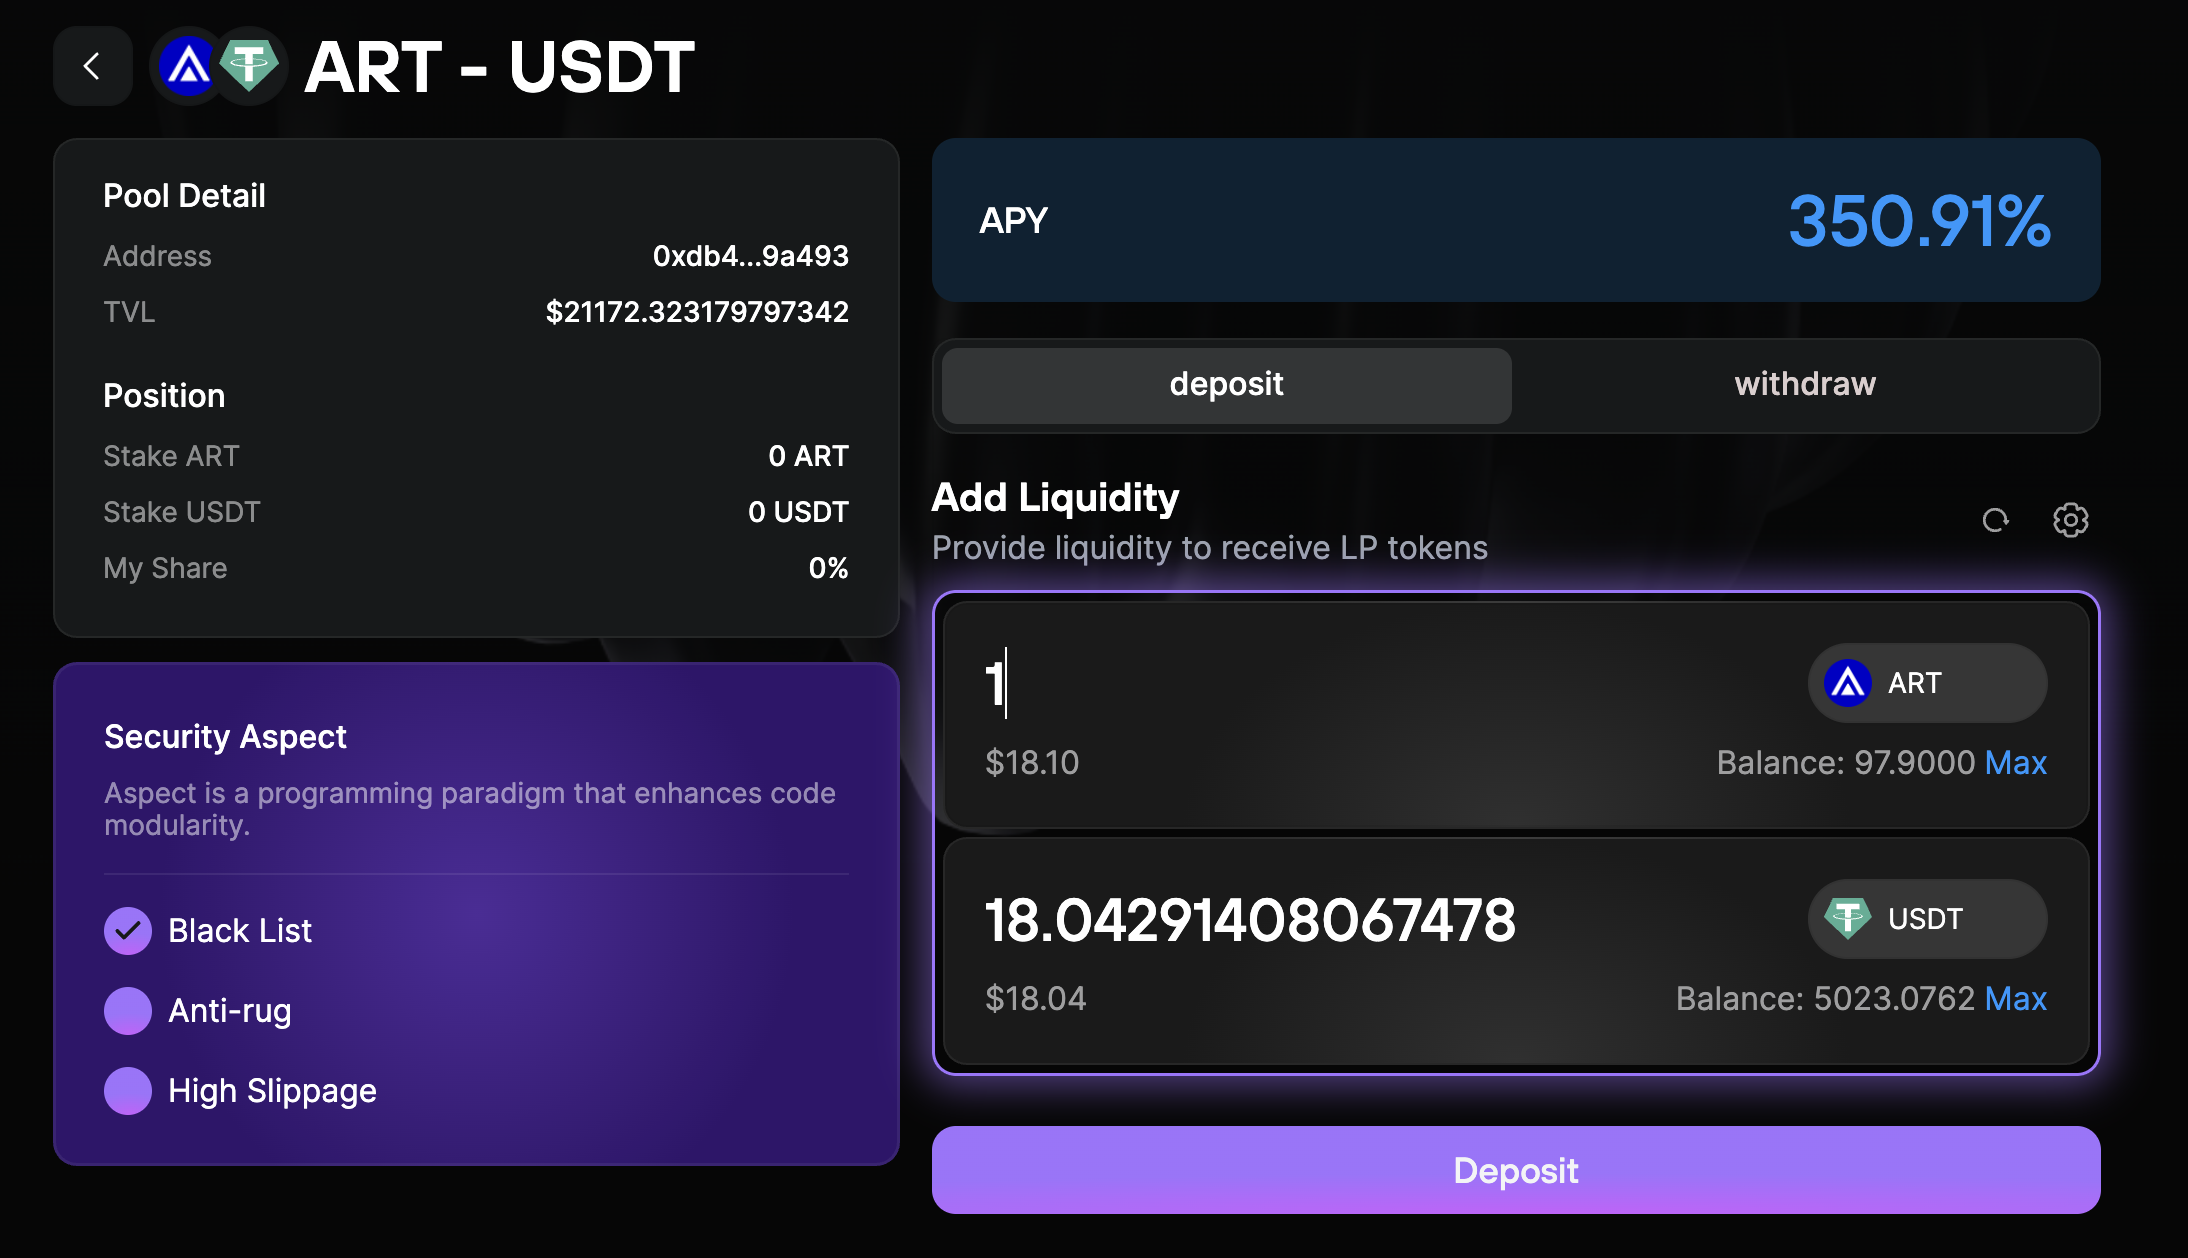 ART - USDT
Pool Detail
Address 0xdb4...9a493
TVL $21172.323179797342
Position
Stake ART 0 ART
Stake USDT 0 USDT
My Share 0%
Security Aspect
Aspect is a programming paradigm that enhances code
modularity.
Black List
Anti-rug
High Slippage
APY 350.91%
deposit withdraw
Add Liquidity
Provide liquidity to receive LP tokens
1 ART
$18.10 Balance: 97.9000 Max
18.04291408067478 USDT
$18.04 Balance: 5023.0762 Max
Deposit